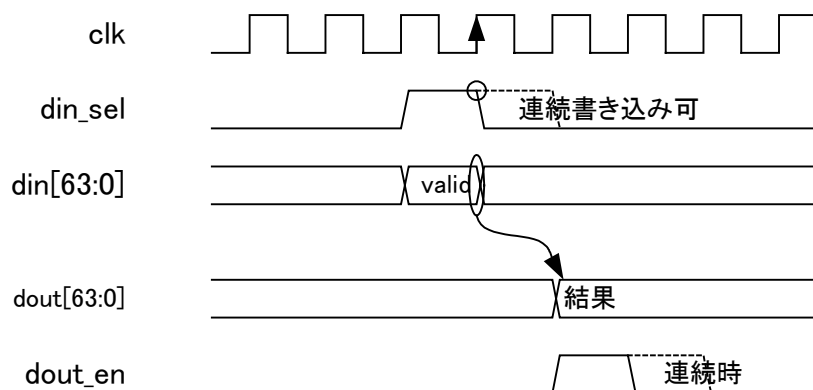 clk
din_sel
連続書き込み可
din[63:0]
valid
dout[63:0]
結果
dout_en
連続時